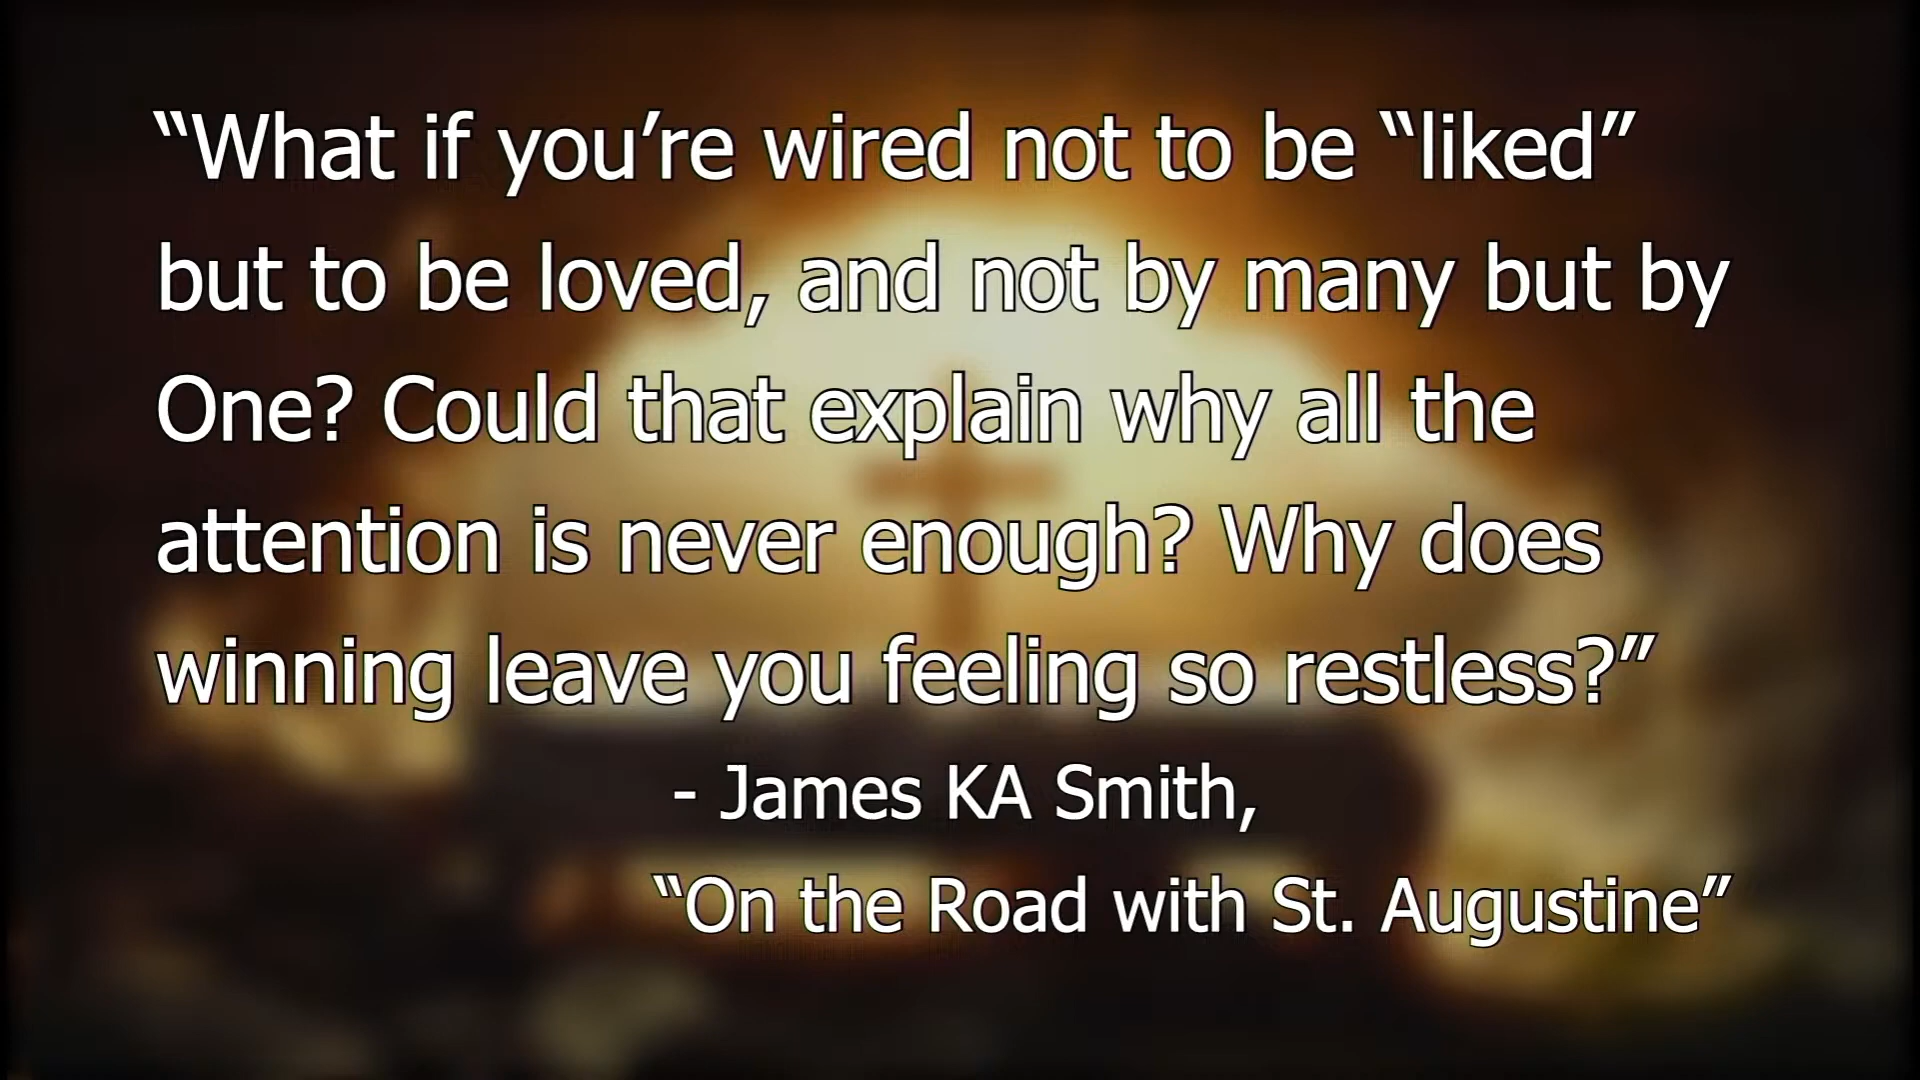 “What if you’re wired not to be “liked”
but to be loved, and not by many but by
One? Could that explain why all the
attention is never enough? Why does
winning leave you feeling so restless?”
- James KA Smith,
“On the Road with St. Augustine”